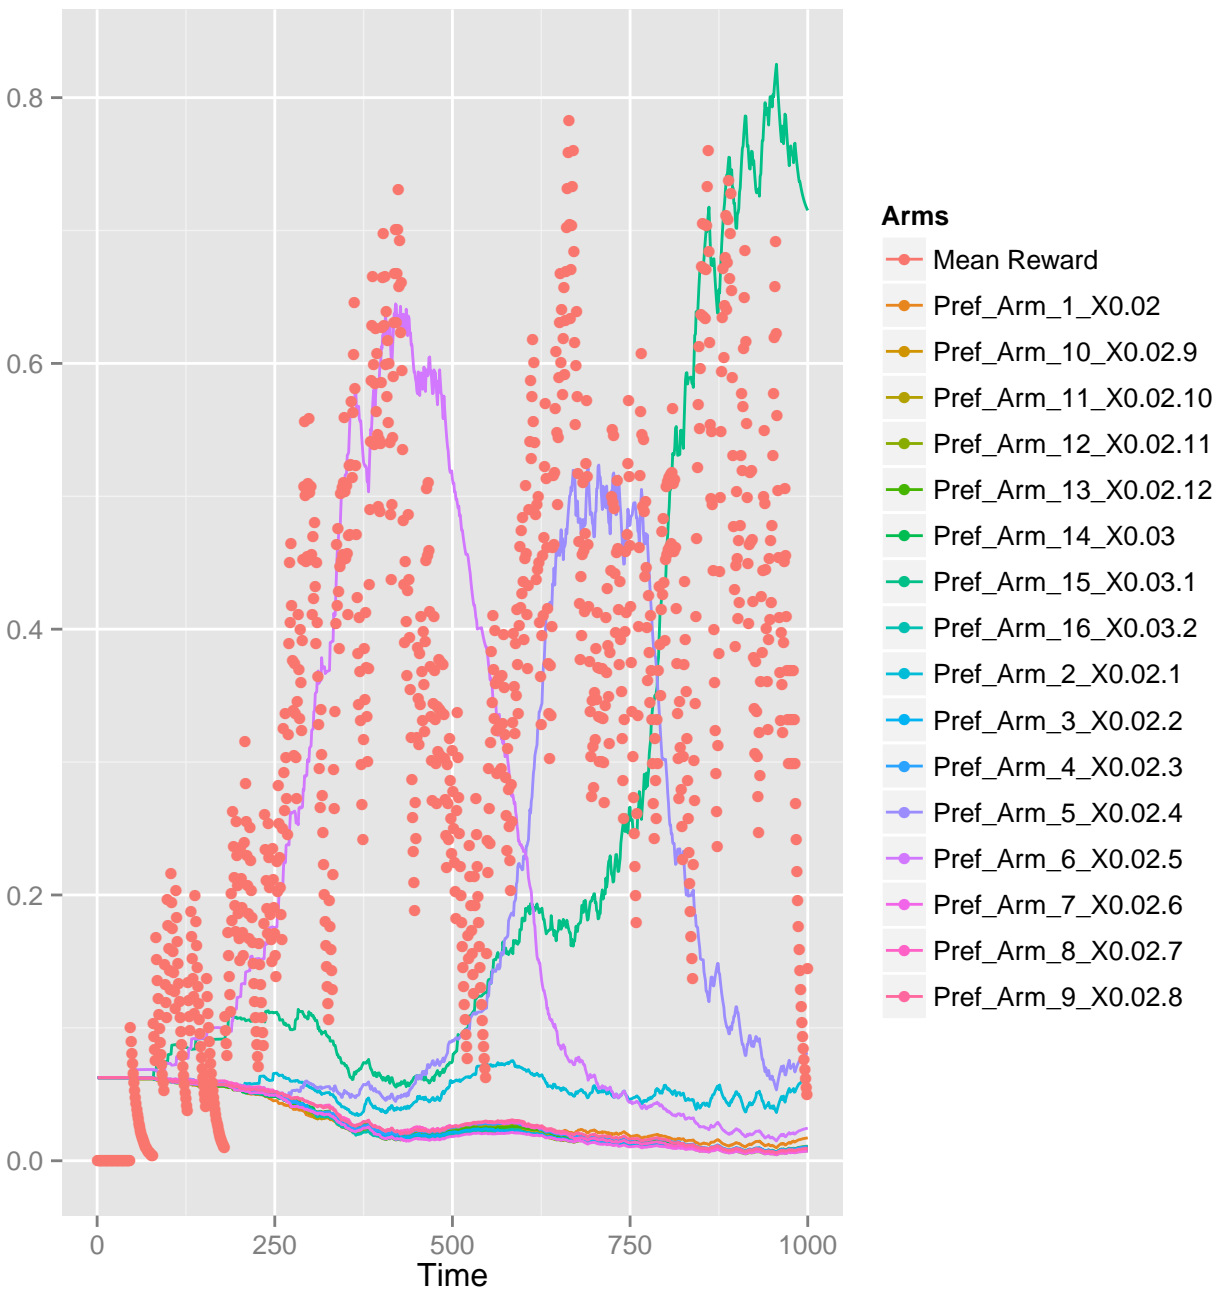 0.8
0.6
0.4
0.2
0.0
0
250
500
750
1000
Time
Arms
Mean Reward
Pref_Arm_1_X0.02
Pref_Arm_10_X0.02.9
Pref_Arm_11_X0.02.10
Pref_Arm_12_X0.02.11
Pref_Arm_13_X0.02.12
Pref_Arm_14_X0.03
Pref_Arm_15_X0.03.1
Pref_Arm_16_X0.03.2
Pref_Arm_2_X0.02.1
Pref_Arm_3_X0.02.2
Pref_Arm_4_X0.02.3
Pref_Arm_5_X0.02.4
Pref_Arm_6_X0.02.5
Pref_Arm_7_X0.02.6
Pref_Arm_8_X0.02.7
Pref_Arm_9_X0.02.8